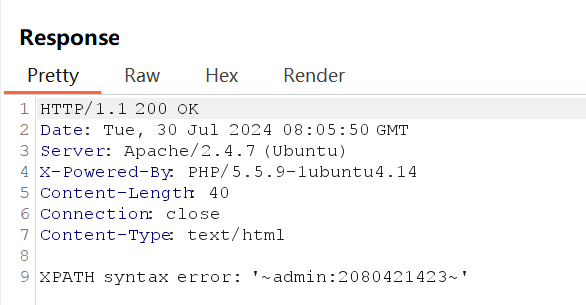 Response
Pretty Raw Hex Render
1 HTTP/1.1 200 OK
2 Date: Tue, 30 Jul 2024 08:05:50 GMT
3 Server: Apache/2.4.7 (Ubuntu)
4 X-Powered-By: PHP/5.5.9-1ubuntu4.14
5 Content-Length: 40
6 Connection: close
7 Content-Type: text/html
8
9 XPATH syntax error: '~admin:2080421423~'